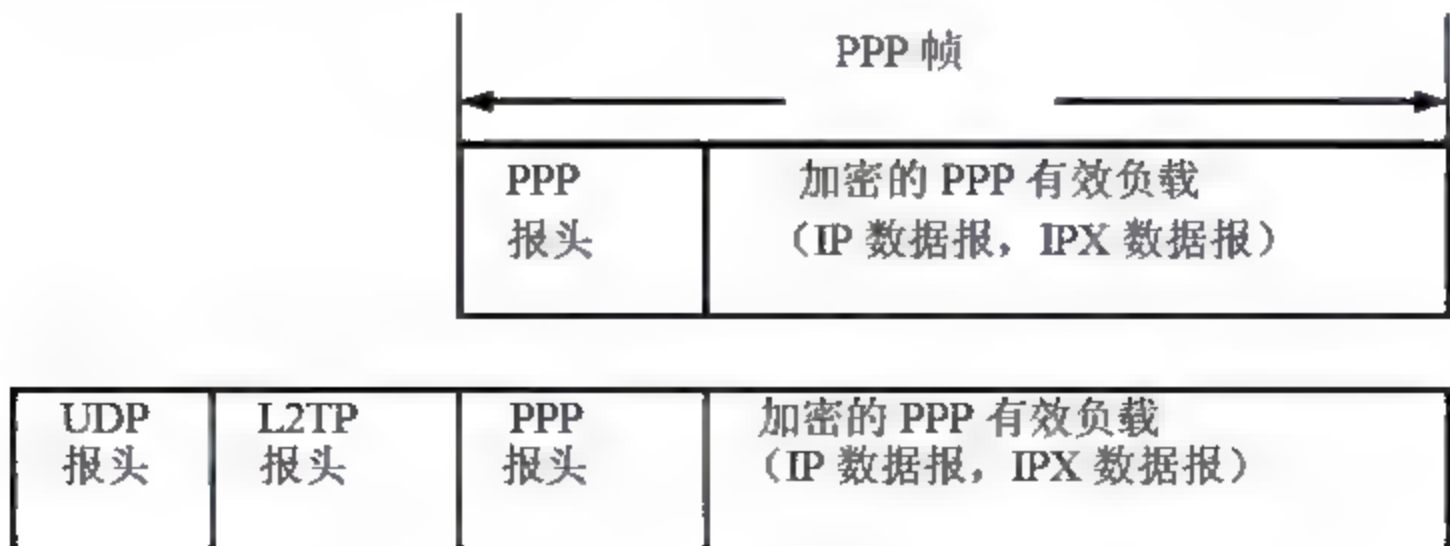 PPP 帧
PPP 报头
加密的 PPP 有效负载
（IP 数据报，IPX 数据报）
UDP 报头
L2TP 报头
PPP 报头
加密的 PPP 有效负载
（IP 数据报，IPX 数据报）